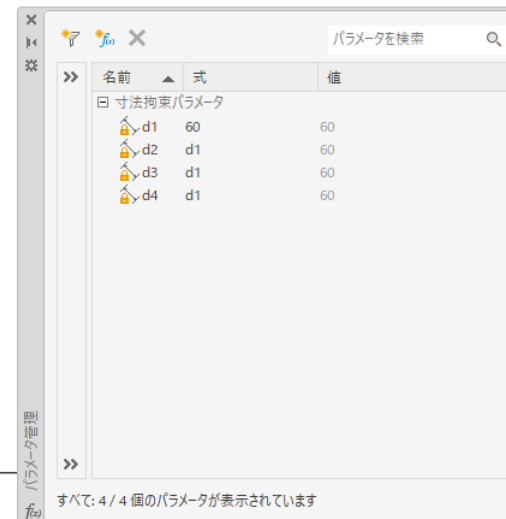 パラメータを検索
名前 式 値
寸法拘束パラメータ
d1 60 60
d2 d1 60
d3 d1 60
d4 d1 60
パラメータ管理
すべて: 4 / 4 個のパラメータが表示されています